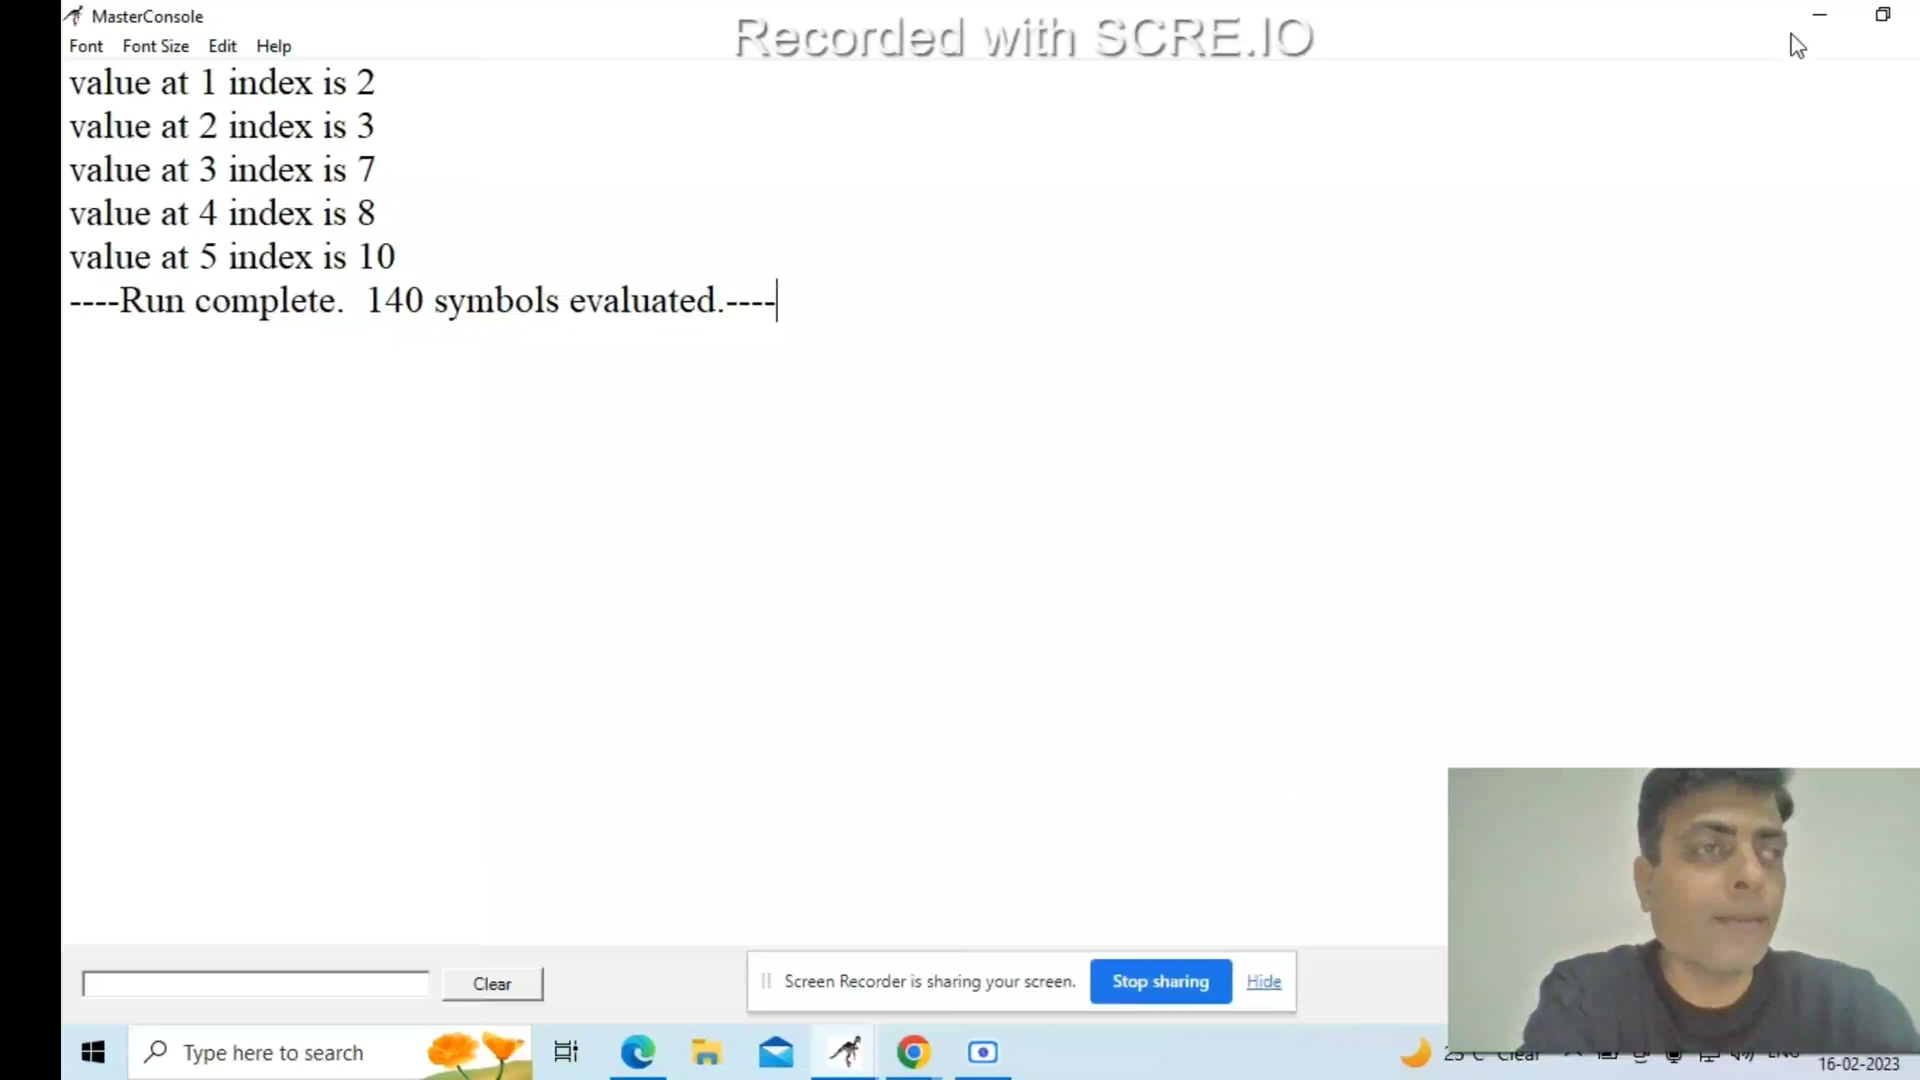 MasterConsole
Recorded with SCRE.IO
Font Font Size Edit Help
value at 1 index is 2
value at 2 index is 3
value at 3 index is 7
value at 4 index is 8
value at 5 index is 10
----Run complete.  140 symbols evaluated.----
Clear
Screen Recorder is sharing your screen. Stop sharing Hide
Type here to search
25°C Clear
16-02-2023